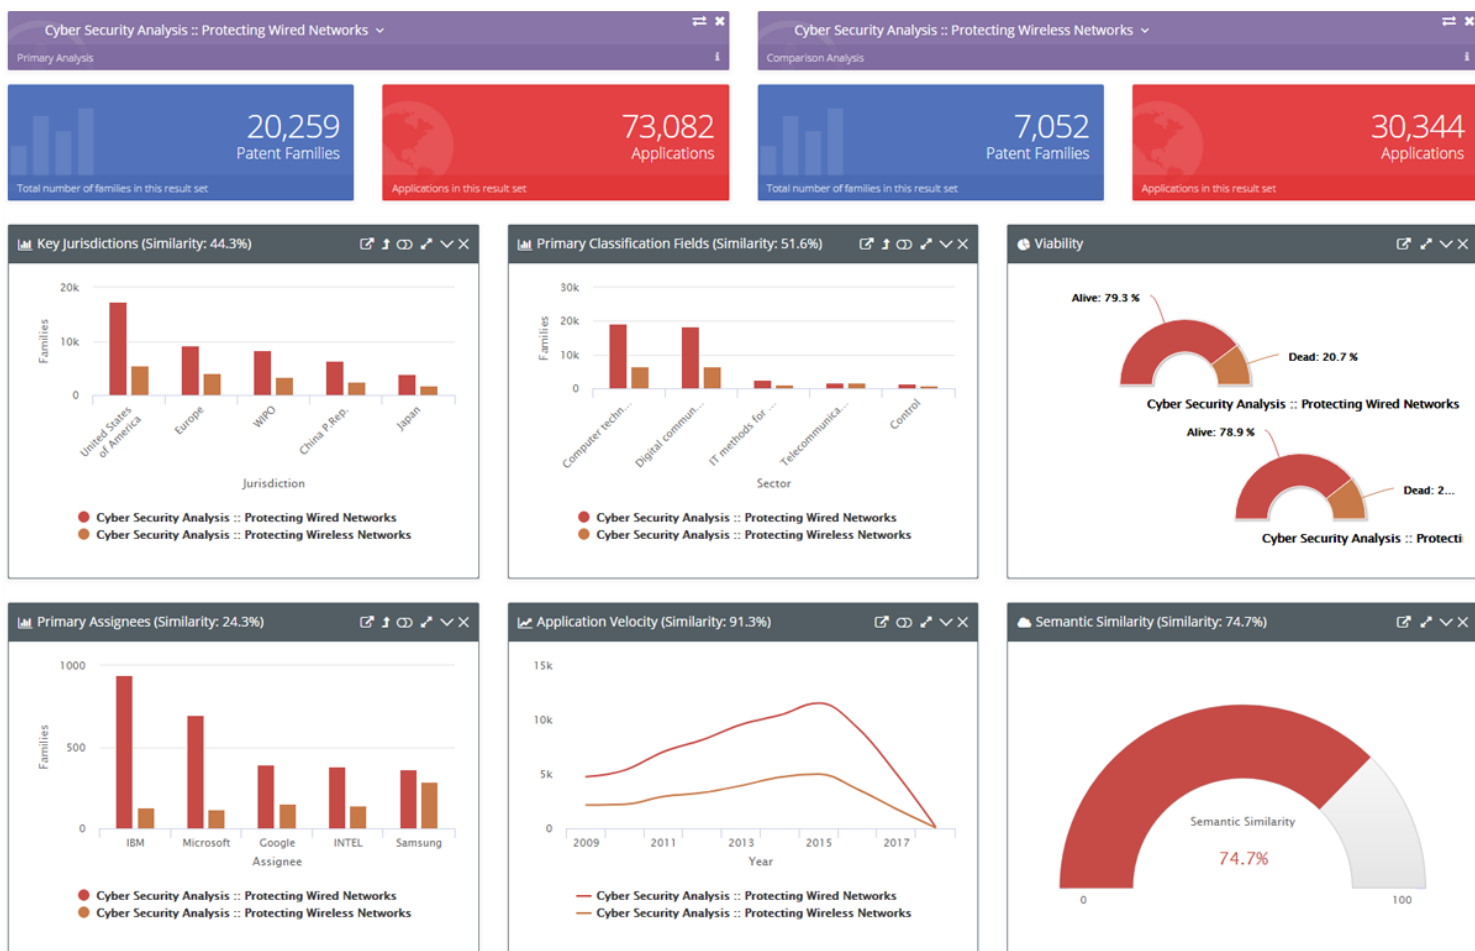 Cyber Security Analysis :: Protecting Wired Networks
Primary Analysis
Cyber Security Analysis :: Protecting Wireless Networks
Comparison Analysis
20,259
Patent Families
Total number of families in this result set
73,082
Applications
Applications in this result set
7,052
Patent Families
Total number of families in this result set
30,344
Applications
Applications in this result set
Key Jurisdictions (Similarity: 44.3%)
20k
10k
0
Families
United States
of America
Europe
WIPO
China P.Rep.
Japan
Jurisdiction
Cyber Security Analysis :: Protecting Wired Networks
Cyber Security Analysis :: Protecting Wireless Networks
Primary Classification Fields (Similarity: 51.6%)
30k
20k
10k
0
Families
Computer techn...
Digital commun...
IT methods for ...
Telecommunica...
Control
Sector
Cyber Security Analysis :: Protecting Wired Networks
Cyber Security Analysis :: Protecting Wireless Networks
Viability
Alive: 79.3 %
Dead: 20.7 %
Cyber Security Analysis :: Protecting Wired Networks
Alive: 78.9 %
Dead: 2...
Cyber Security Analysis :: Protecti
Primary Assignees (Similarity: 24.3%)
1000
500
0
Families
IBM
Microsoft
Google
INTEL
Samsung
Assignee
Cyber Security Analysis :: Protecting Wired Networks
Cyber Security Analysis :: Protecting Wireless Networks
Application Velocity (Similarity: 91.3%)
15k
10k
5k
0
2009
2011
2013
2015
2017
Year
Cyber Security Analysis :: Protecting Wired Networks
Cyber Security Analysis :: Protecting Wireless Networks
Semantic Similarity (Similarity: 74.7%)
Semantic Similarity
74.7%
0
100